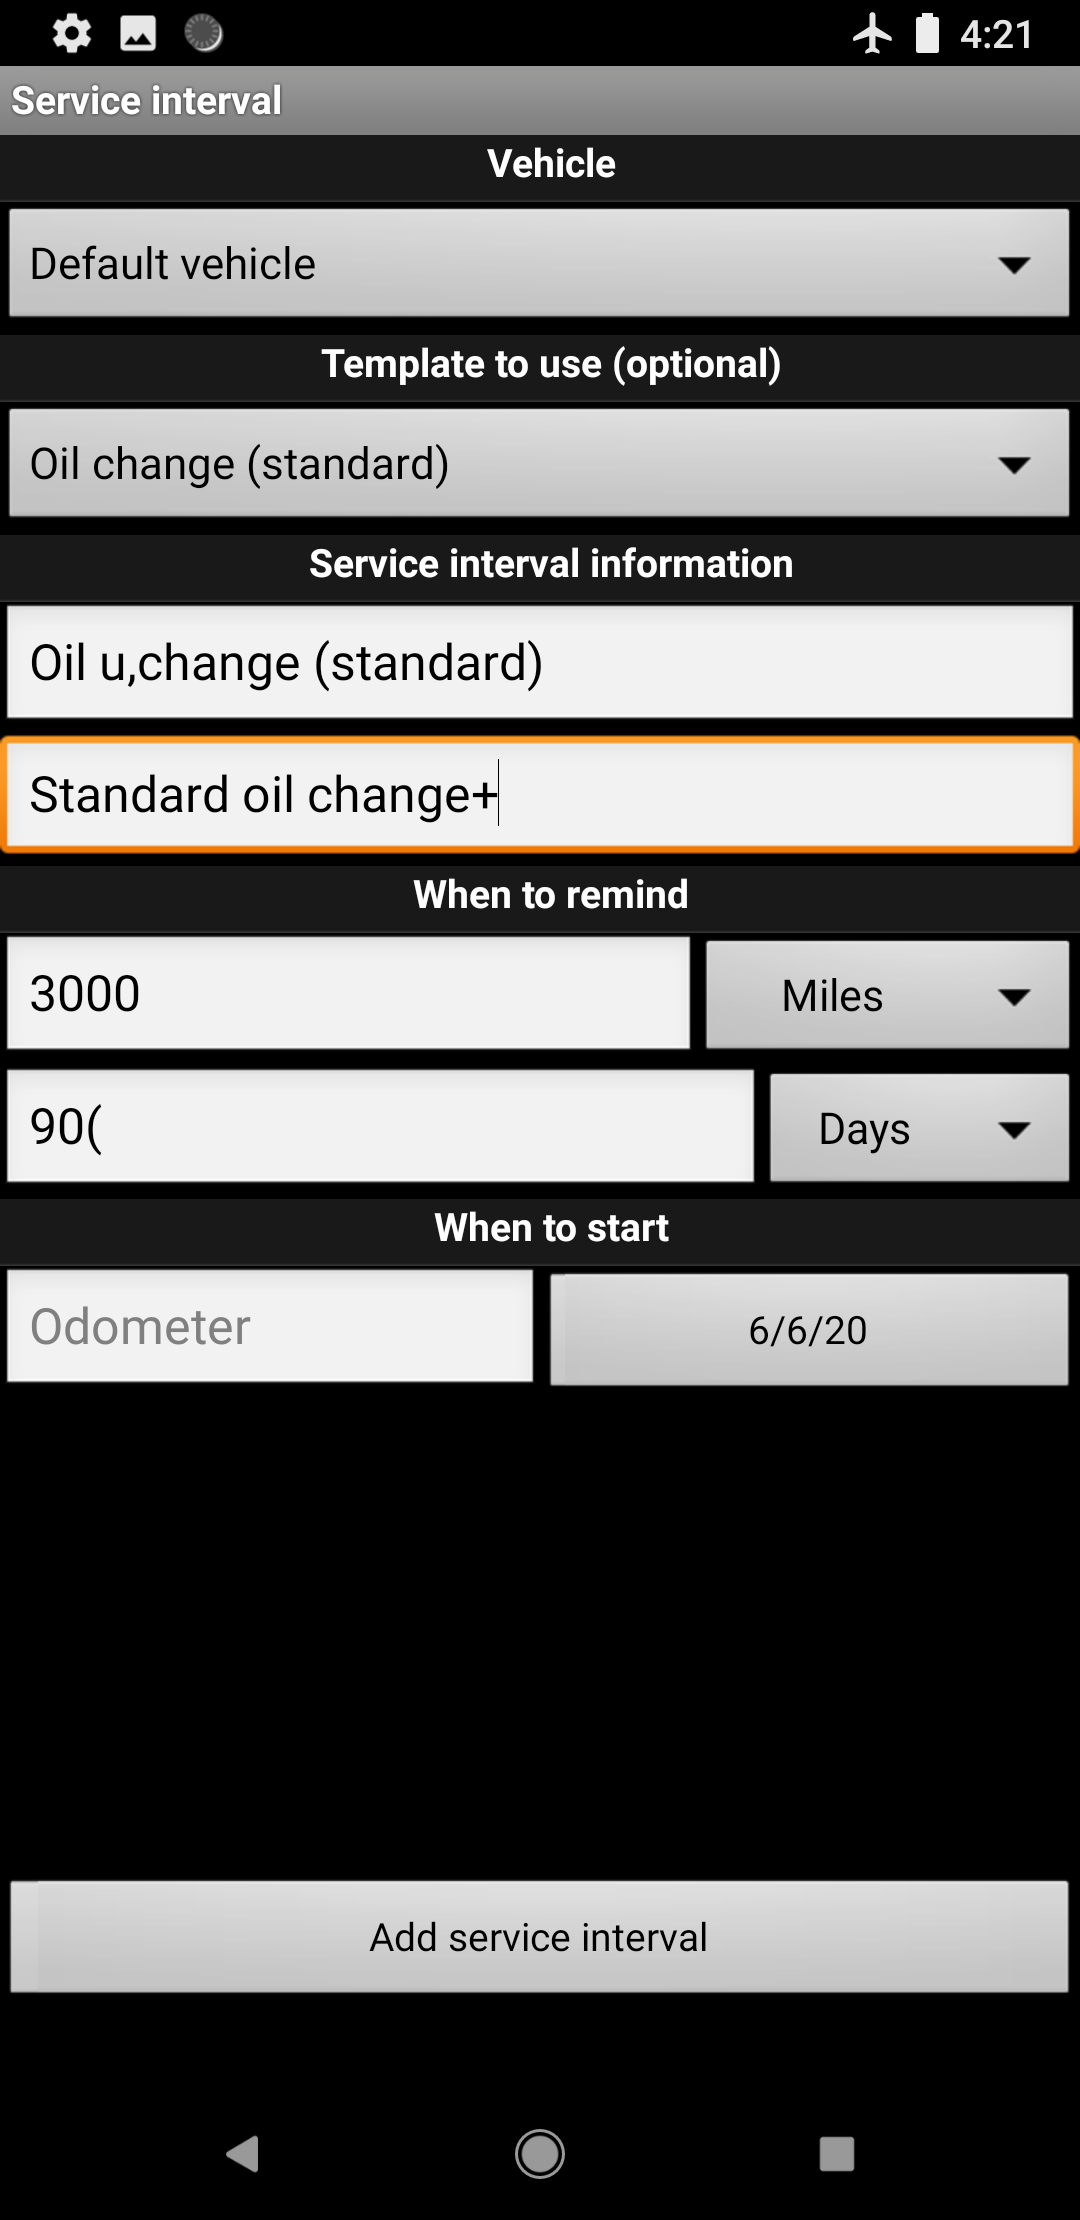 4:21
Service interval
Vehicle
Default vehicle
Template to use (optional)
Oil change (standard)
Service interval information
Oil u,change (standard)
Standard oil change+
When to remind
3000
Miles
90(
Days
When to start
Odometer
6/6/20
Add service interval